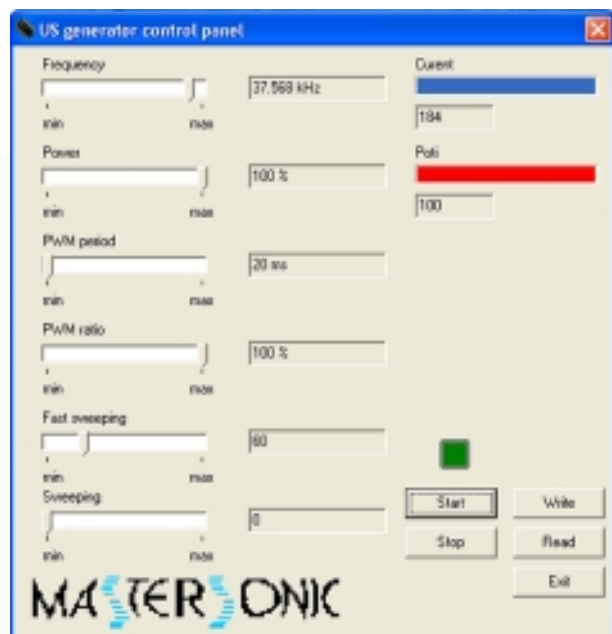 US generator control panel
Frequency
37.568 kHz
min max
Power
100 %
min max
PWM period
20 ms
min max
PWM ratio
100 %
min max
Fast sweeping
60
min max
Sweeping
0
min max
Curent
184
Poti
100
Start Write
Stop Read
Exit
MASTERSONIC